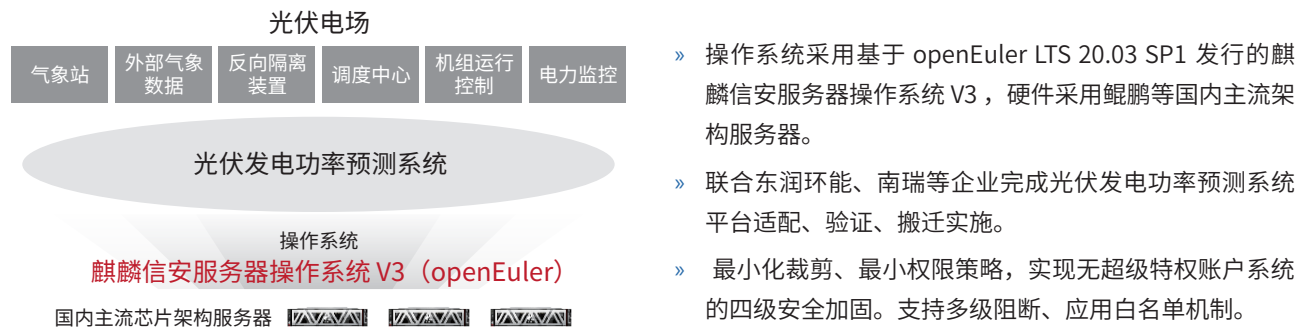 光伏电场
气象站
外部气象
数据
反向隔离
装置
调度中心
机组运行
控制
电力监控
光伏发电功率预测系统
操作系统
麒麟信安服务器操作系统 V3（openEuler）
国内主流芯片架构服务器
» 操作系统采用基于 openEuler LTS 20.03 SP1 发行的麒
麟信安服务器操作系统 V3 ，硬件采用鲲鹏等国内主流架
构服务器。
» 联合东润环能、南瑞等企业完成光伏发电功率预测系统
平台适配、验证、搬迁实施。
» 最小化裁剪、最小权限策略，实现无超级特权账户系统
的四级安全加固。支持多级阻断、应用白名单机制。